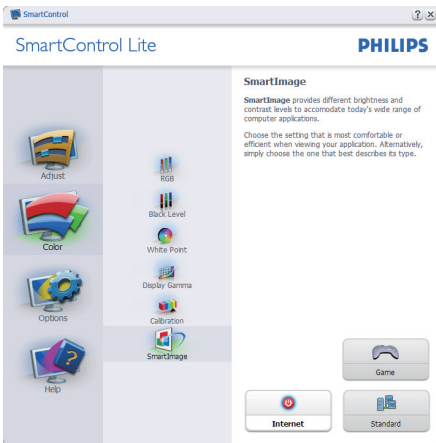 SmartControl
SmartControl Lite
PHILIPS
Adjust
Color
Options
Help
RGB
Black Level
White Point
Display Gamma
Calibration
SmartImage
SmartImage
SmartImage provides different brightness and
contrast levels to accomodate today's wide range of
computer applications.
Choose the setting that is most comfortable or
efficient when viewing your application. Alternatively,
simply choose the one that best describes its type.
Game
Internet
Standard